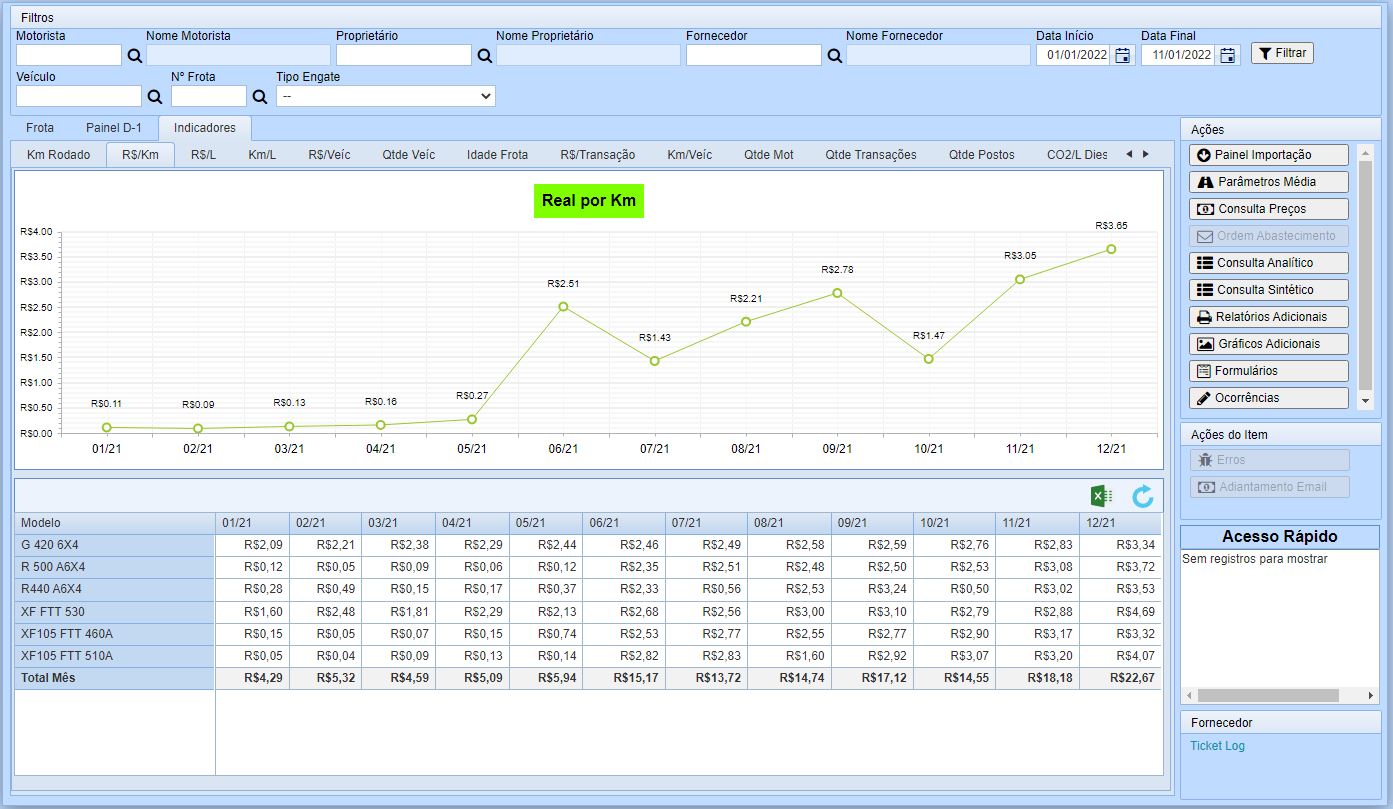 Filtros
Motorista Nome Motorista Proprietário Nome Proprietário Fornecedor Nome Fornecedor Data Início Data Final
01/01/2022 11/01/2022 Filtrar
Veículo Nº Frota Tipo Engate
--
Frota Painel D-1 Indicadores
Km Rodado R$/Km R$/L Km/L R$/Veíc Qtde Veíc Idade Frota R$/Transação Km/Veíc Qtde Mot Qtde Transações Qtde Postos CO2/L Dies
Real por Km
R$4.00
R$3.50
R$3.00
R$2.50
R$2.00
R$1.50
R$1.00
R$0.50
R$0.00
R$0.11 R$0.09 R$0.13 R$0.16 R$0.27 R$2.51 R$1.43 R$2.21 R$2.78 R$1.47 R$3.05 R$3.65
01/21 02/21 03/21 04/21 05/21 06/21 07/21 08/21 09/21 10/21 11/21 12/21
Modelo 01/21 02/21 03/21 04/21 05/21 06/21 07/21 08/21 09/21 10/21 11/21 12/21
G 420 6X4 R$2,09 R$2,21 R$2,38 R$2,29 R$2,44 R$2,46 R$2,49 R$2,58 R$2,59 R$2,76 R$2,83 R$3,34
R 500 A6X4 R$0,12 R$0,05 R$0,09 R$0,06 R$0,12 R$2,35 R$2,51 R$2,48 R$2,50 R$2,53 R$3,08 R$3,72
R440 A6X4 R$0,28 R$0,49 R$0,15 R$0,17 R$0,37 R$2,33 R$0,56 R$2,53 R$3,24 R$0,50 R$3,02 R$3,53
XF FTT 530 R$1,60 R$2,48 R$1,81 R$2,29 R$2,13 R$2,68 R$2,56 R$3,00 R$3,10 R$2,79 R$2,88 R$4,69
XF105 FTT 460A R$0,15 R$0,05 R$0,07 R$0,15 R$0,74 R$2,53 R$2,77 R$2,55 R$2,77 R$2,90 R$3,17 R$3,32
XF105 FTT 510A R$0,05 R$0,04 R$0,09 R$0,13 R$0,14 R$2,82 R$2,83 R$1,60 R$2,92 R$3,07 R$3,20 R$4,07
Total Mês R$4,29 R$5,32 R$4,59 R$5,09 R$5,94 R$15,17 R$13,72 R$14,74 R$17,12 R$14,55 R$18,18 R$22,67
Ações
Painel Importação
Parâmetros Média
Consulta Preços
Ordem Abastecimento
Consulta Analítico
Consulta Sintético
Relatórios Adicionais
Gráficos Adicionais
Formulários
Ocorrências
Ações do Item
Erros
Adiantamento Email
Acesso Rápido
Sem registros para mostrar
Fornecedor
Ticket Log